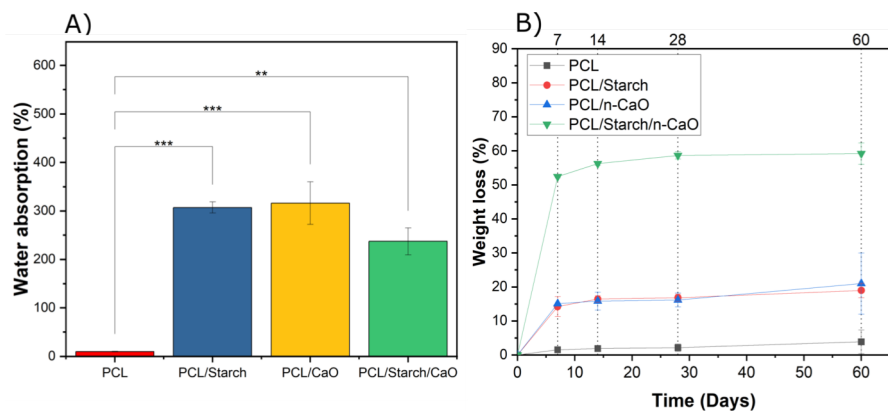 A)
Water absorption (%)
600
500
400
300
200
100
0
**
***
***
PCL
PCL/Starch
PCL/CaO
PCL/Starch/CaO
B)
7 14 28 60
Weight loss (%)
90
80
70
60
50
40
30
20
10
0
PCL
PCL/Starch
PCL/n-CaO
PCL/Starch/n-CaO
0 10 20 30 40 50 60
Time (Days)